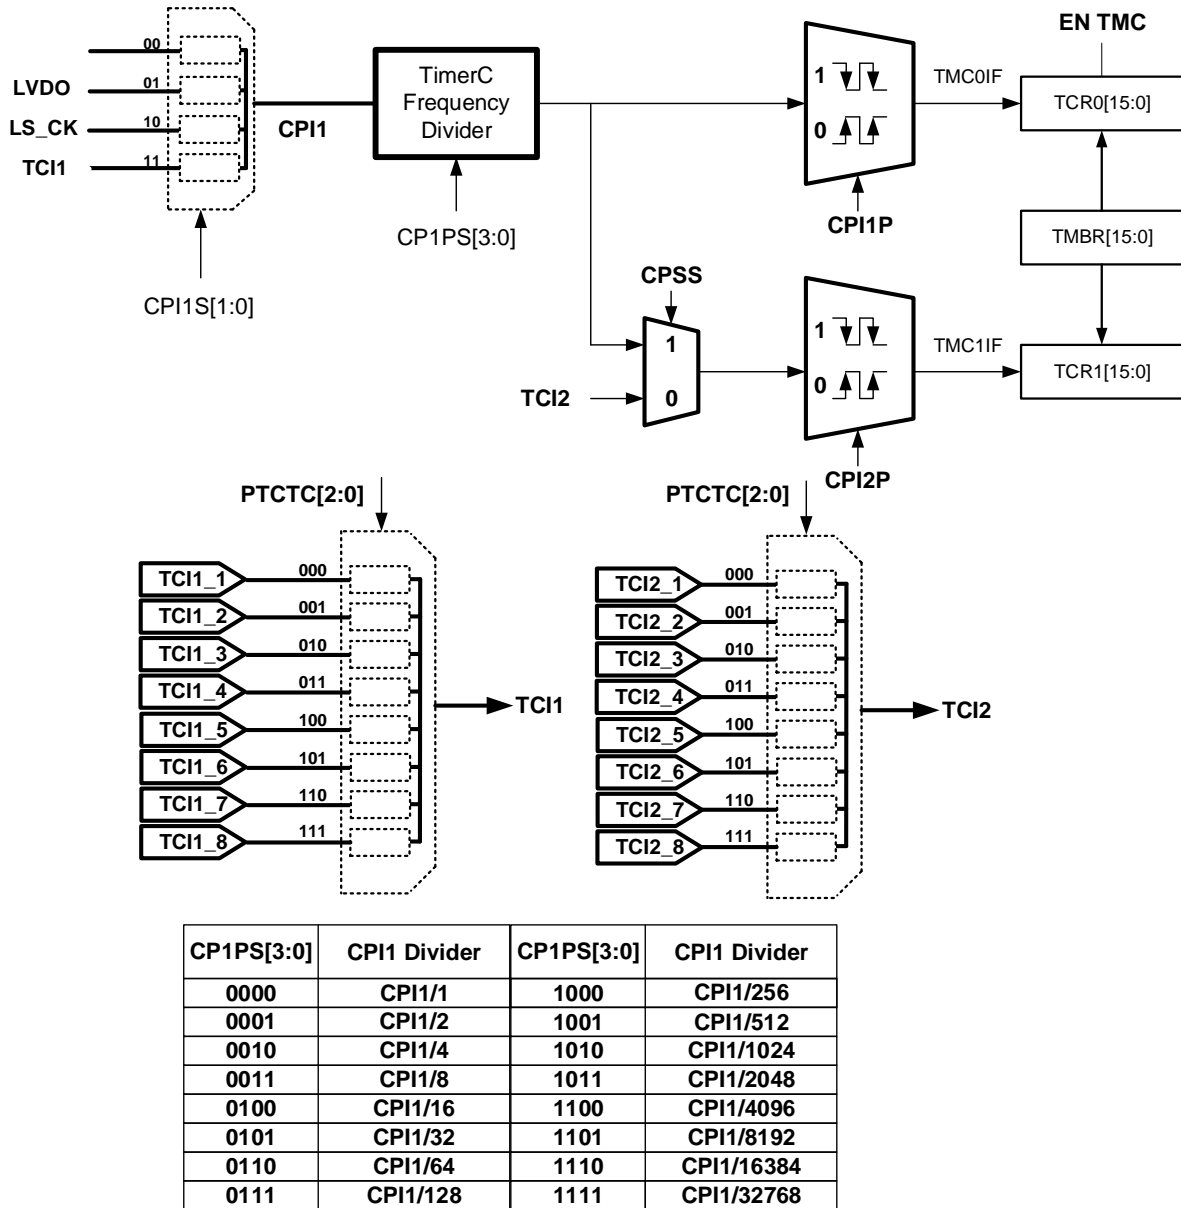 EN TMC
00
LVDO 01
LS_CK 10
TCI1 11
CPI1
TimerC
Frequency
Divider
1
0
TMC0IF
TCR0[15:0]
CPI1P
CP1PS[3:0]
TMBR[15:0]
CPI1S[1:0]
CPSS
1
0
TCI2
1
0
TMC1IF
TCR1[15:0]
CPI2P
PTCTC[2:0]
TCI1_1 000
TCI1_2 001
TCI1_3 010
TCI1_4 011
TCI1_5 100
TCI1_6 101
TCI1_7 110
TCI1_8 111
TCI1
PTCTC[2:0]
TCI2_1 000
TCI2_2 001
TCI2_3 010
TCI2_4 011
TCI2_5 100
TCI2_6 101
TCI2_7 110
TCI2_8 111
TCI2
CP1PS[3:0] CPI1 Divider CP1PS[3:0] CPI1 Divider
0000 CPI1/1 1000 CPI1/256
0001 CPI1/2 1001 CPI1/512
0010 CPI1/4 1010 CPI1/1024
0011 CPI1/8 1011 CPI1/2048
0100 CPI1/16 1100 CPI1/4096
0101 CPI1/32 1101 CPI1/8192
0110 CPI1/64 1110 CPI1/16384
0111 CPI1/128 1111 CPI1/32768